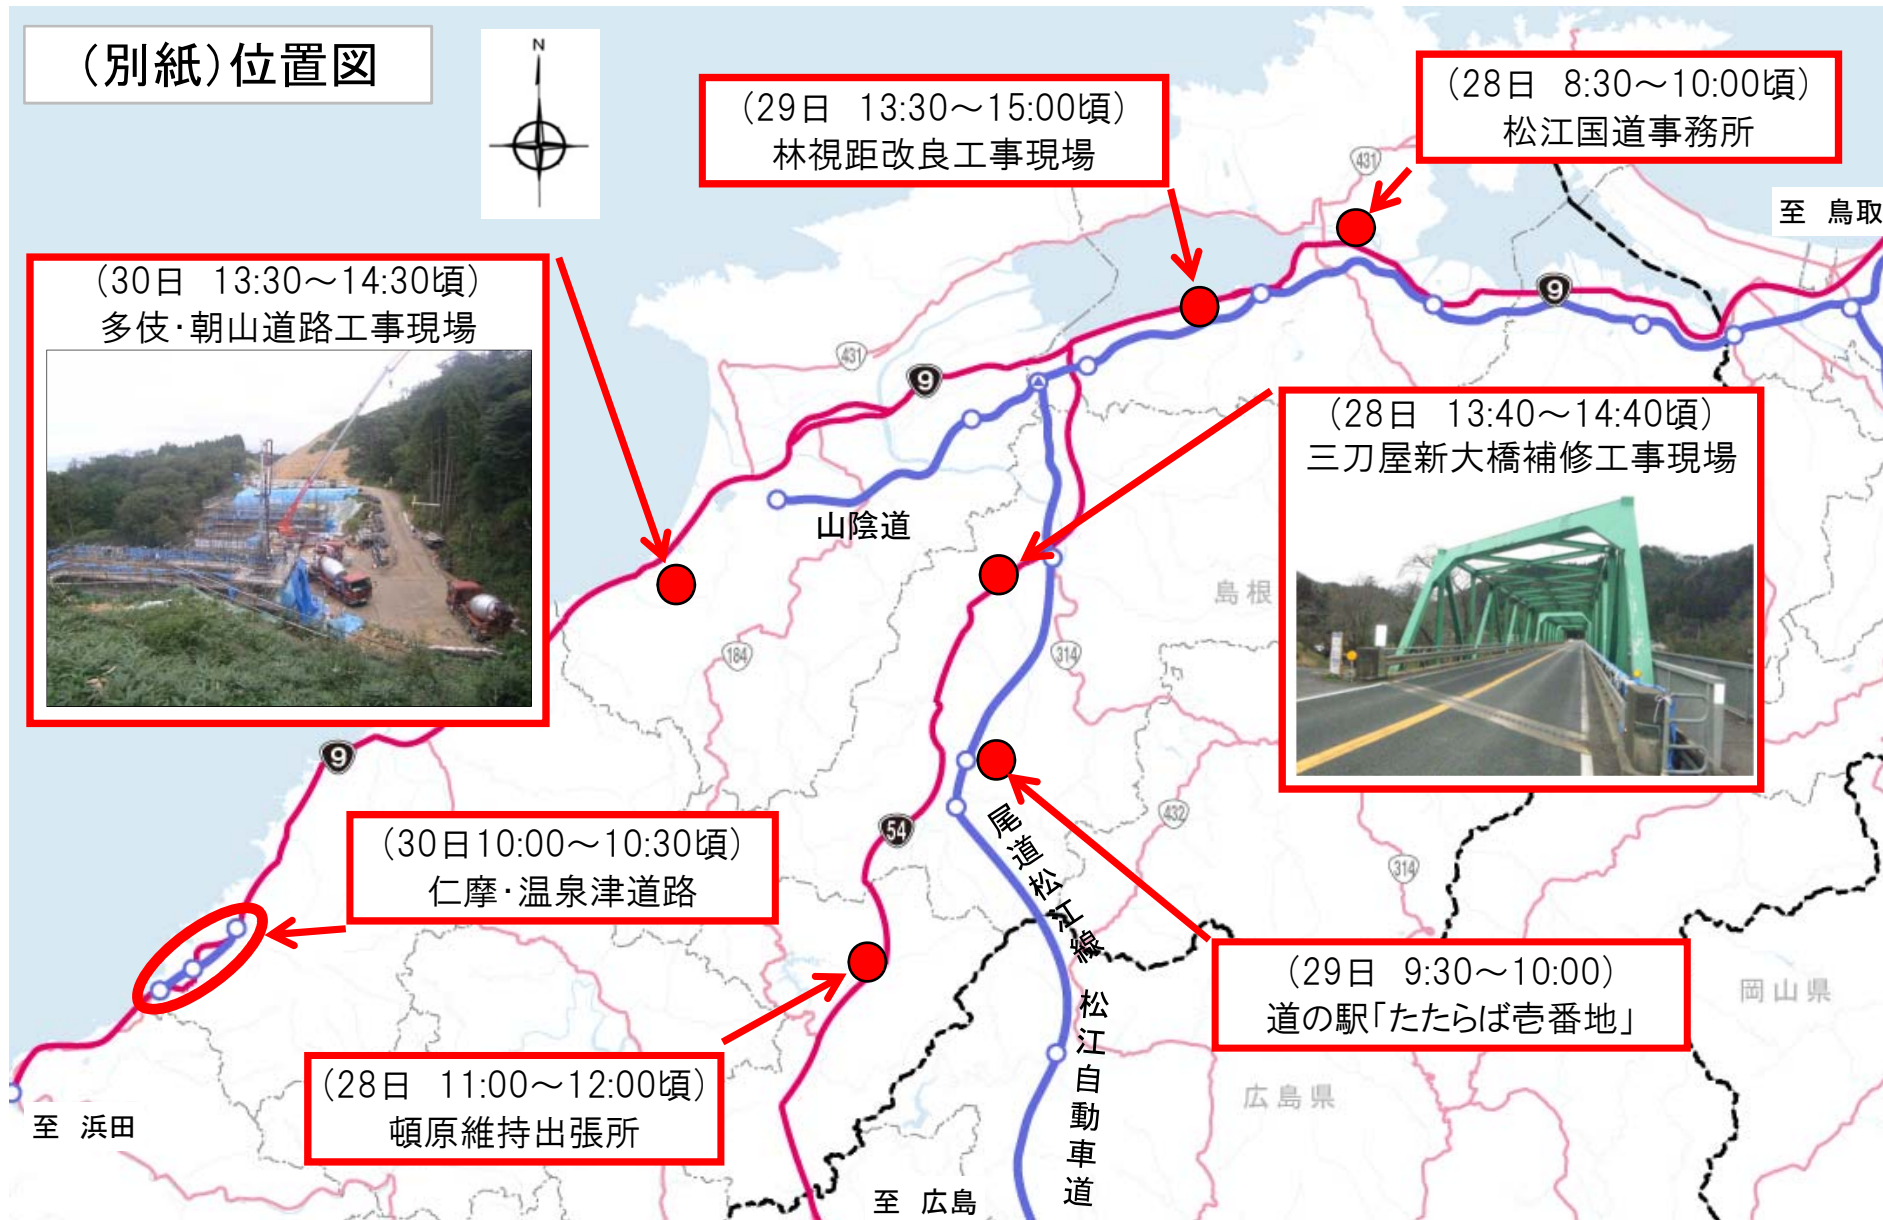 (別紙)位置図
N
(29日　13:30～15:00頃)
林視距改良工事現場
(28日　8:30～10:00頃)
松江国道事務所
431
至　鳥取
(30日　13:30～14:30頃)
多伎・朝山道路工事現場
9
431
9
(28日　13:40～14:40頃)
三刀屋新大橋補修工事現場
山陰道
島根
184
314
9
54
432
尾道松江線　松江自動車道
314
(30日10:00～10:30頃)
仁摩・温泉津道路
(29日　9:30～10:00)
道の駅「たたらば壱番地」
岡山県
(28日　11:00～12:00頃)
頓原維持出張所
広島県
至　浜田
至　広島